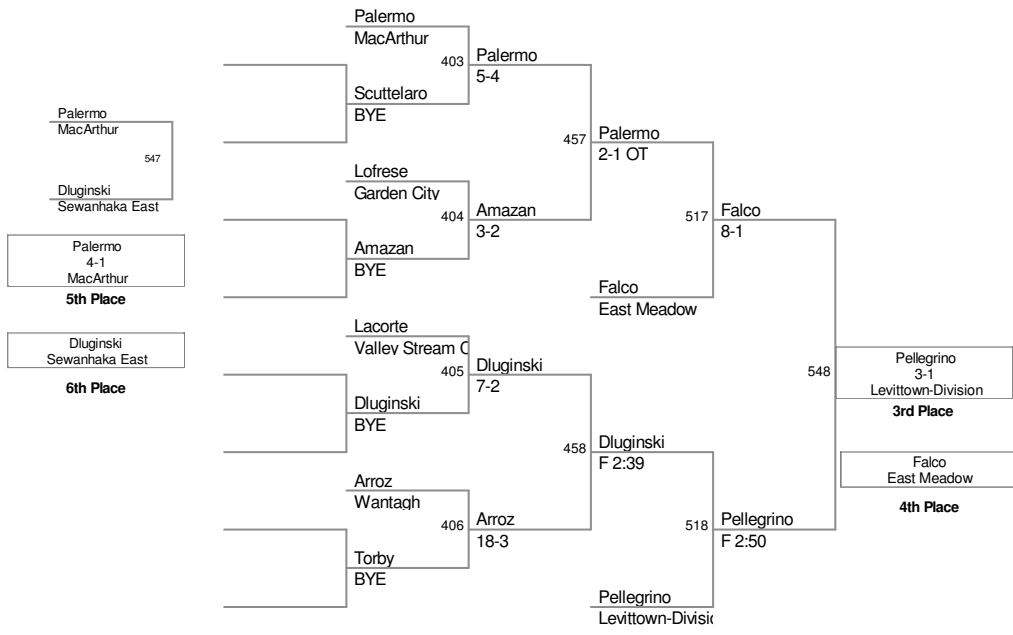 Palermo
MacArthur
403
Palermo
5-4
Scuttelaro
BYE
Palermo
MacArthur
547
Dluginski
Sewanhaka East
457
Palermo
2-1 OT
Lofrese
Garden City
404
Amazan
3-2
Amazan
BYE
517
Falco
8-1
Palermo
4-1
MacArthur
5th Place
Falco
East Meadow
Dluginski
Sewanhaka East
6th Place
Lacorte
Valley Stream C
405
Dluginski
7-2
Dluginski
BYE
548
Pellegrino
3-1
Levittown-Division
3rd Place
458
Dluginski
F 2:39
Falco
East Meadow
4th Place
Arroz
Wantagh
406
Arroz
18-3
Torby
BYE
518
Pellegrino
F 2:50
Pellegrino
Levittown-Divisi